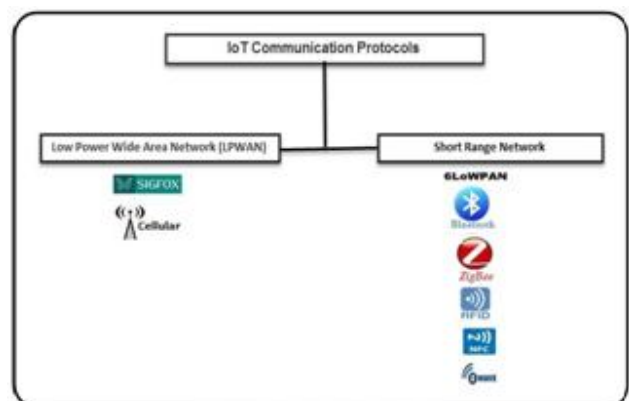 IoT Communication Protocols
Low Power Wide Area Network [LPWAN]
Short Range Network
SIGFOX
Cellular
6LoWPAN
Bluetooth
ZigBee
RFID
NFC
WAVE